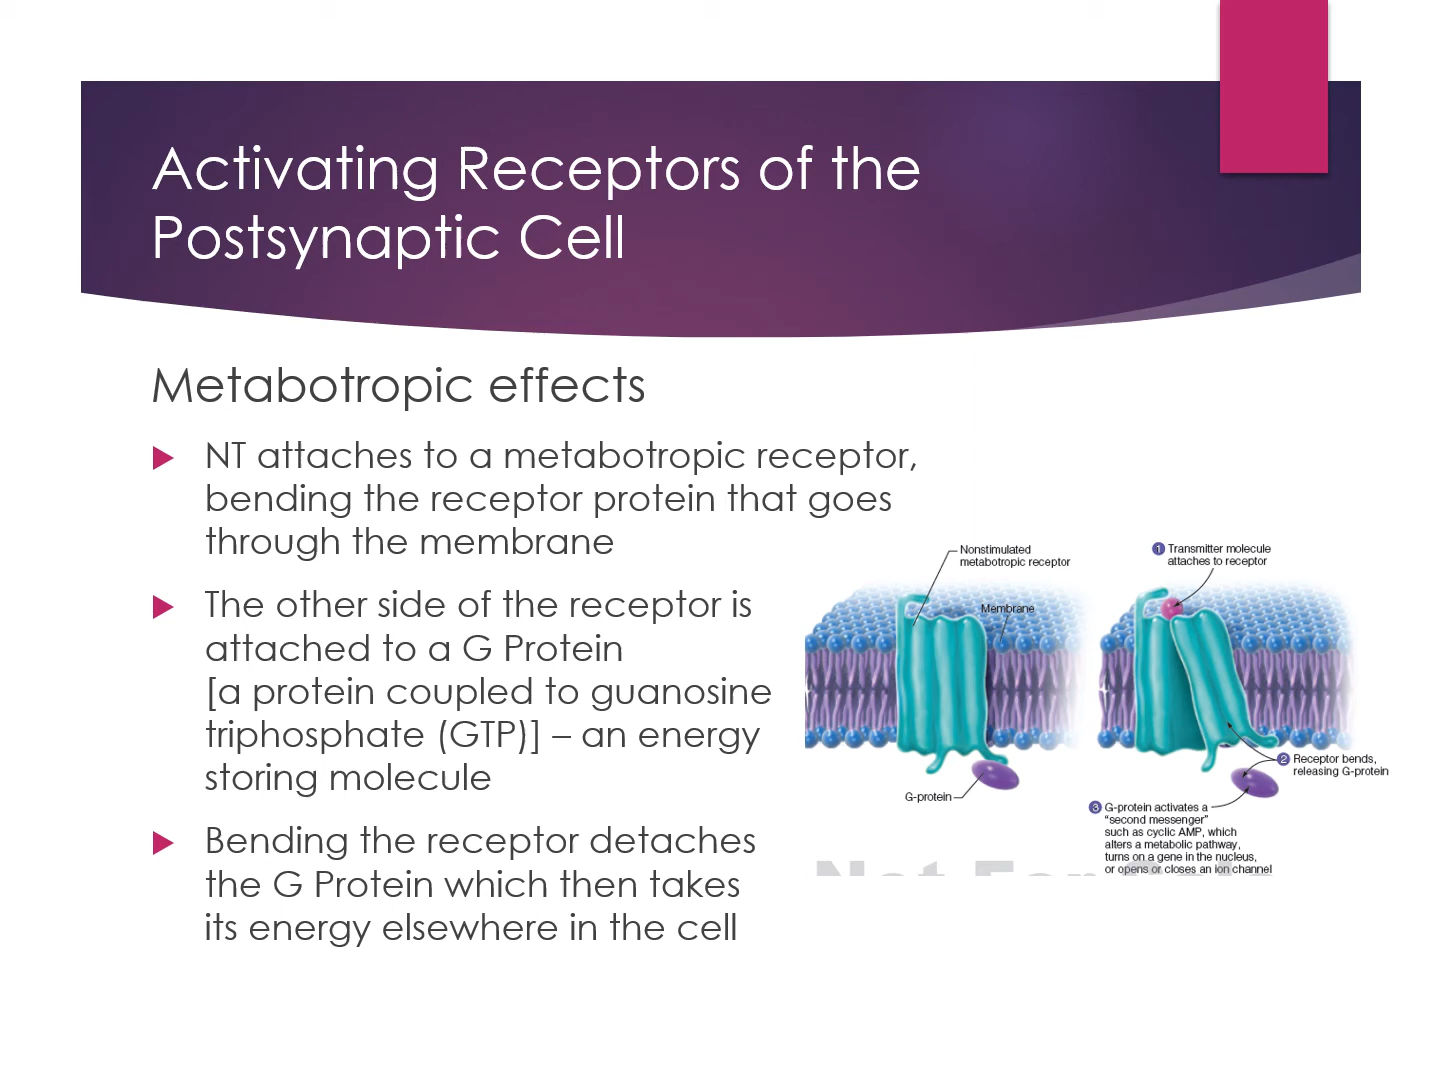 Activating Receptors of the
Postsynaptic Cell
Metabotropic effects
NT attaches to a metabotropic receptor,
bending the receptor protein that goes
through the membrane
The other side of the receptor is
attached to a G Protein
[a protein coupled to guanosine
triphosphate (GTP)] – an energy
storing molecule
Bending the receptor detaches
the G Protein which then takes
its energy elsewhere in the cell
Nonstimulated
metabotropic receptor
Membrane
G-protein
1 Transmitter molecule
attaches to receptor
2 Receptor bends,
releasing G-protein
3 G-protein activates a
“second messenger”
such as cyclic AMP, which
alters a metabolic pathway,
turns on a gene in the nucleus,
or opens or closes an ion channel
Not For